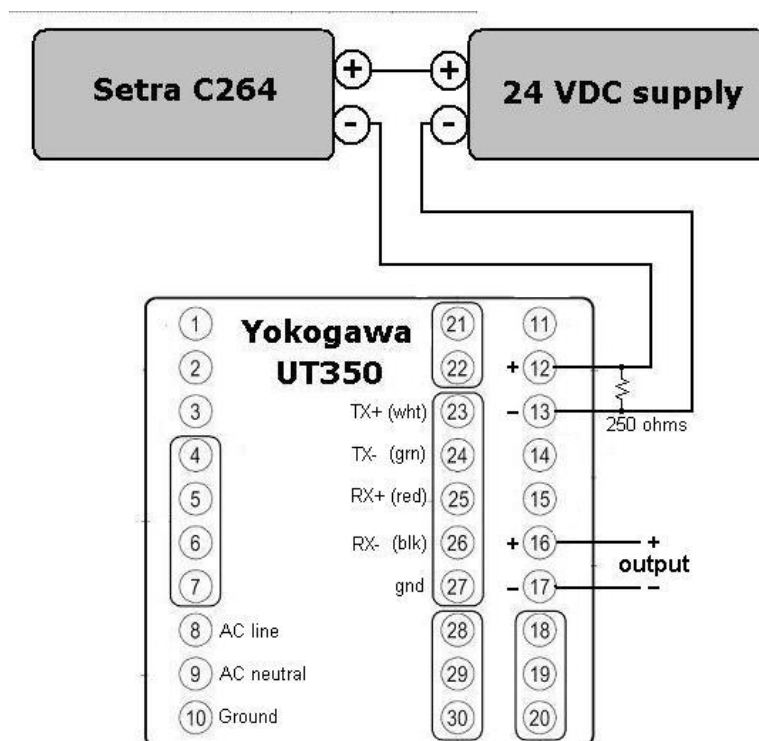 Setra C264
+
+
24 VDC supply
-
-
Yokogawa
UT350
1
2
3
4
5
6
7
8 AC line
9 AC neutral
10 Ground
21
22
TX+ (wht) 23
TX- (grn) 24
RX+ (red) 25
RX- (blk) 26
gnd 27
28
29
30
11
+ 12
- 13
250 ohms
14
15
+ 16 +
output
- 17 -
18
19
20